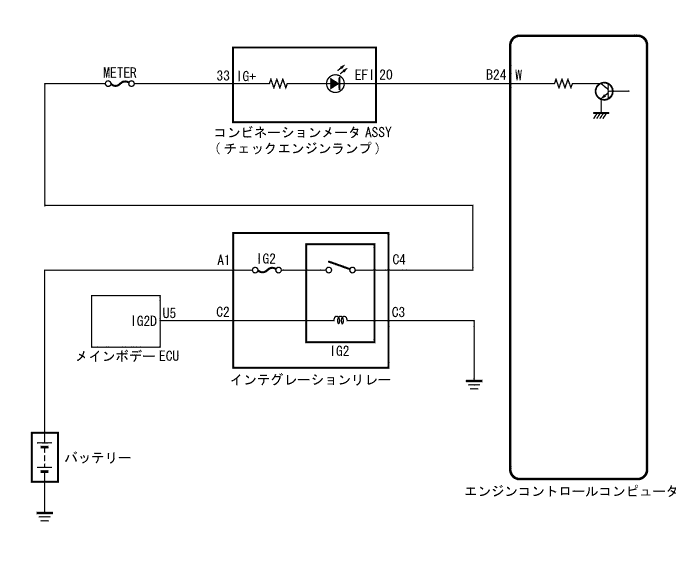 METER
33 IG+
EFI 20
B24 W
コンビネーションメータ ASSY
(チェックエンジンランプ)
A1 IG2 C4
C2 C3
IG2D U5
IG2
メインボデー ECU
インテグレーションリレー
バッテリー
エンジンコントロールコンピュータ